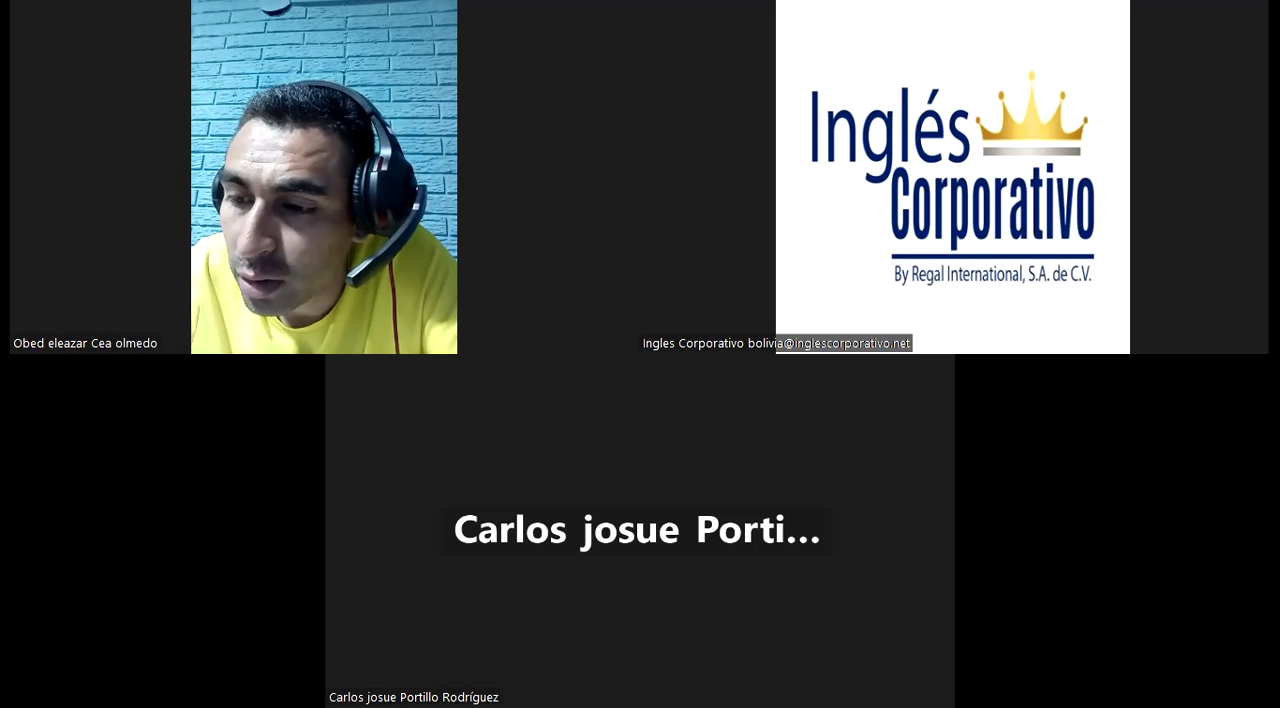 Inglés
Corporativo
By Regal International, S.A. de C.V.
Obed eleazar Cea olmedo
Ingles Corporativo bolivia@inglescorporativo.net
Carlos josue Porti...
Carlos josue Portillo Rodríguez